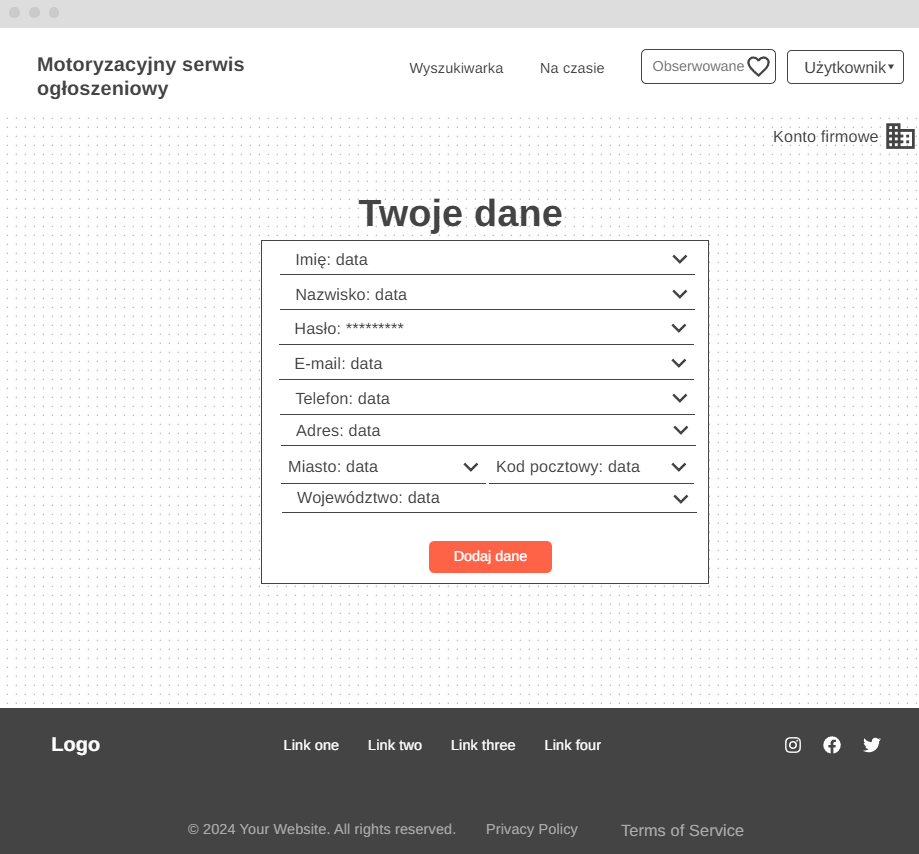 Motoryzacyjny serwis
ogłoszeniowy
Wyszukiwarka
Na czasie
Obserwowane
Użytkownik
Konto firmowe
Twoje dane
Imię: data
Nazwisko: data
Hasło: *********
E-mail: data
Telefon: data
Adres: data
Miasto: data
Kod pocztowy: data
Województwo: data
Dodaj dane
Logo
Link one
Link two
Link three
Link four
© 2024 Your Website. All rights reserved.
Privacy Policy
Terms of Service